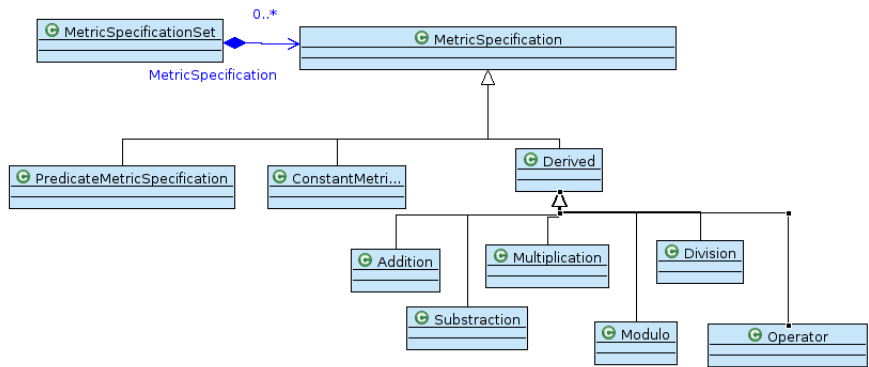 0..*
C MetricSpecificationSet
C MetricSpecification
MetricSpecification
C Derived
C PredicateMetricSpecification
C ConstantMetri...
C Addition
C Multiplication
C Division
C Substraction
C Modulo
C Operator